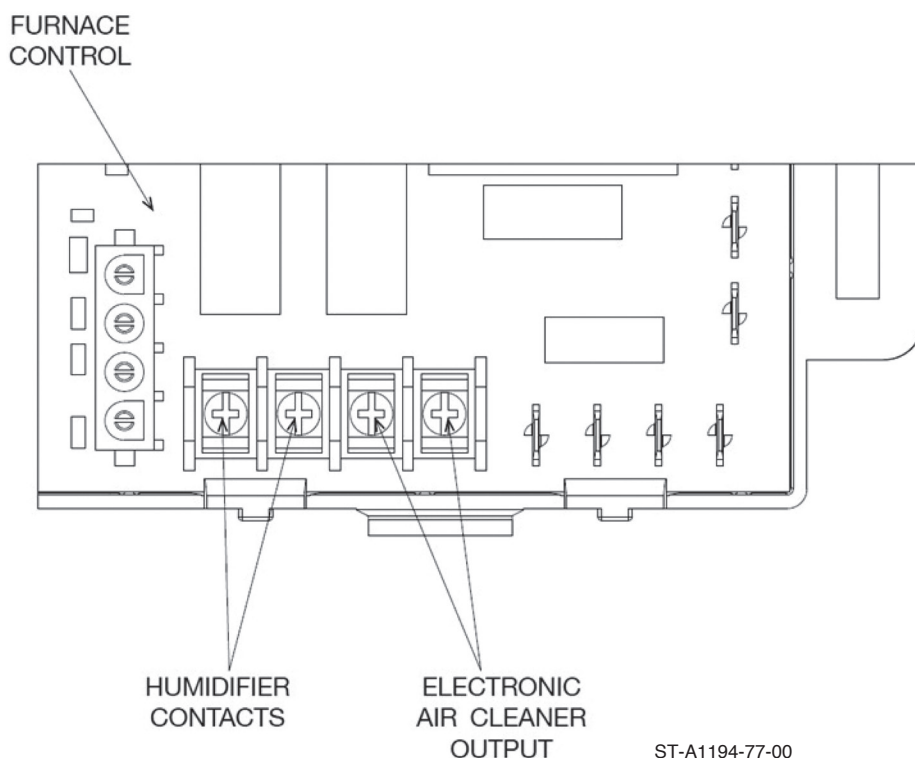 FURNACE
CONTROL
HUMIDIFIER
CONTACTS
ELECTRONIC
AIR CLEANER
OUTPUT
ST-A1194-77-00